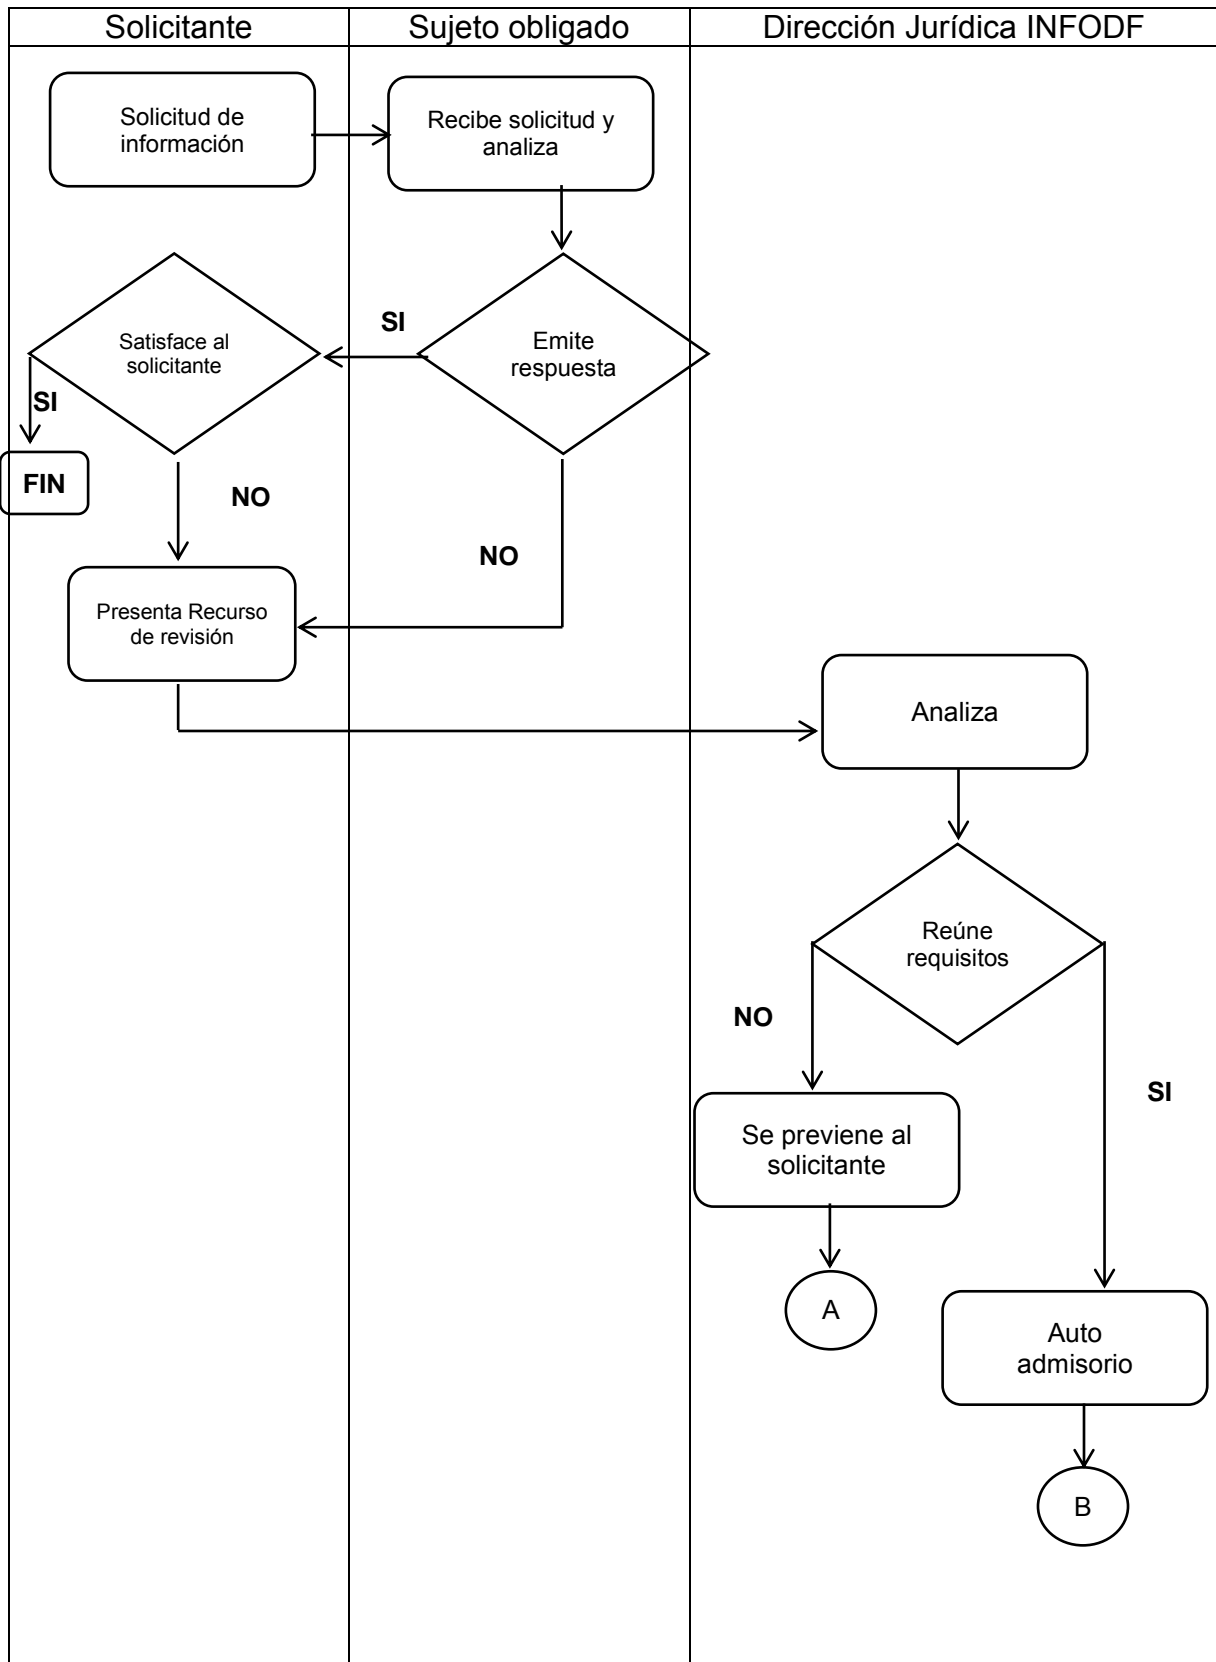 Solicitante
Sujeto obligado
Dirección Jurídica INFODF
Solicitud de
información
Recibe solicitud y
analiza
Satisface al
solicitante
SI
Emite
respuesta
SI
FIN
NO
NO
Presenta Recurso
de revisión
Analiza
Reúne
requisitos
NO
SI
Se previene al
solicitante
A
Auto
admisorio
B